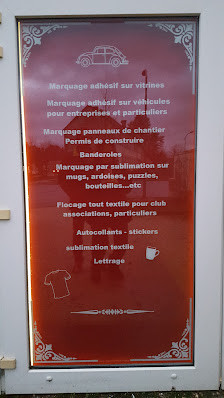 Marquage adhésif sur vitrines
Marquage adhésif sur véhicules
pour entreprises et particuliers
Marquage panneaux de chantier
Permis de construire
Banderoles
Marquage par sublimation sur
mugs, ardoises, puzzles,
bouteilles...etc
Flocage tout textile pour club
associations, particuliers
Autocollants - stickers
sublimation textile
Lettrage